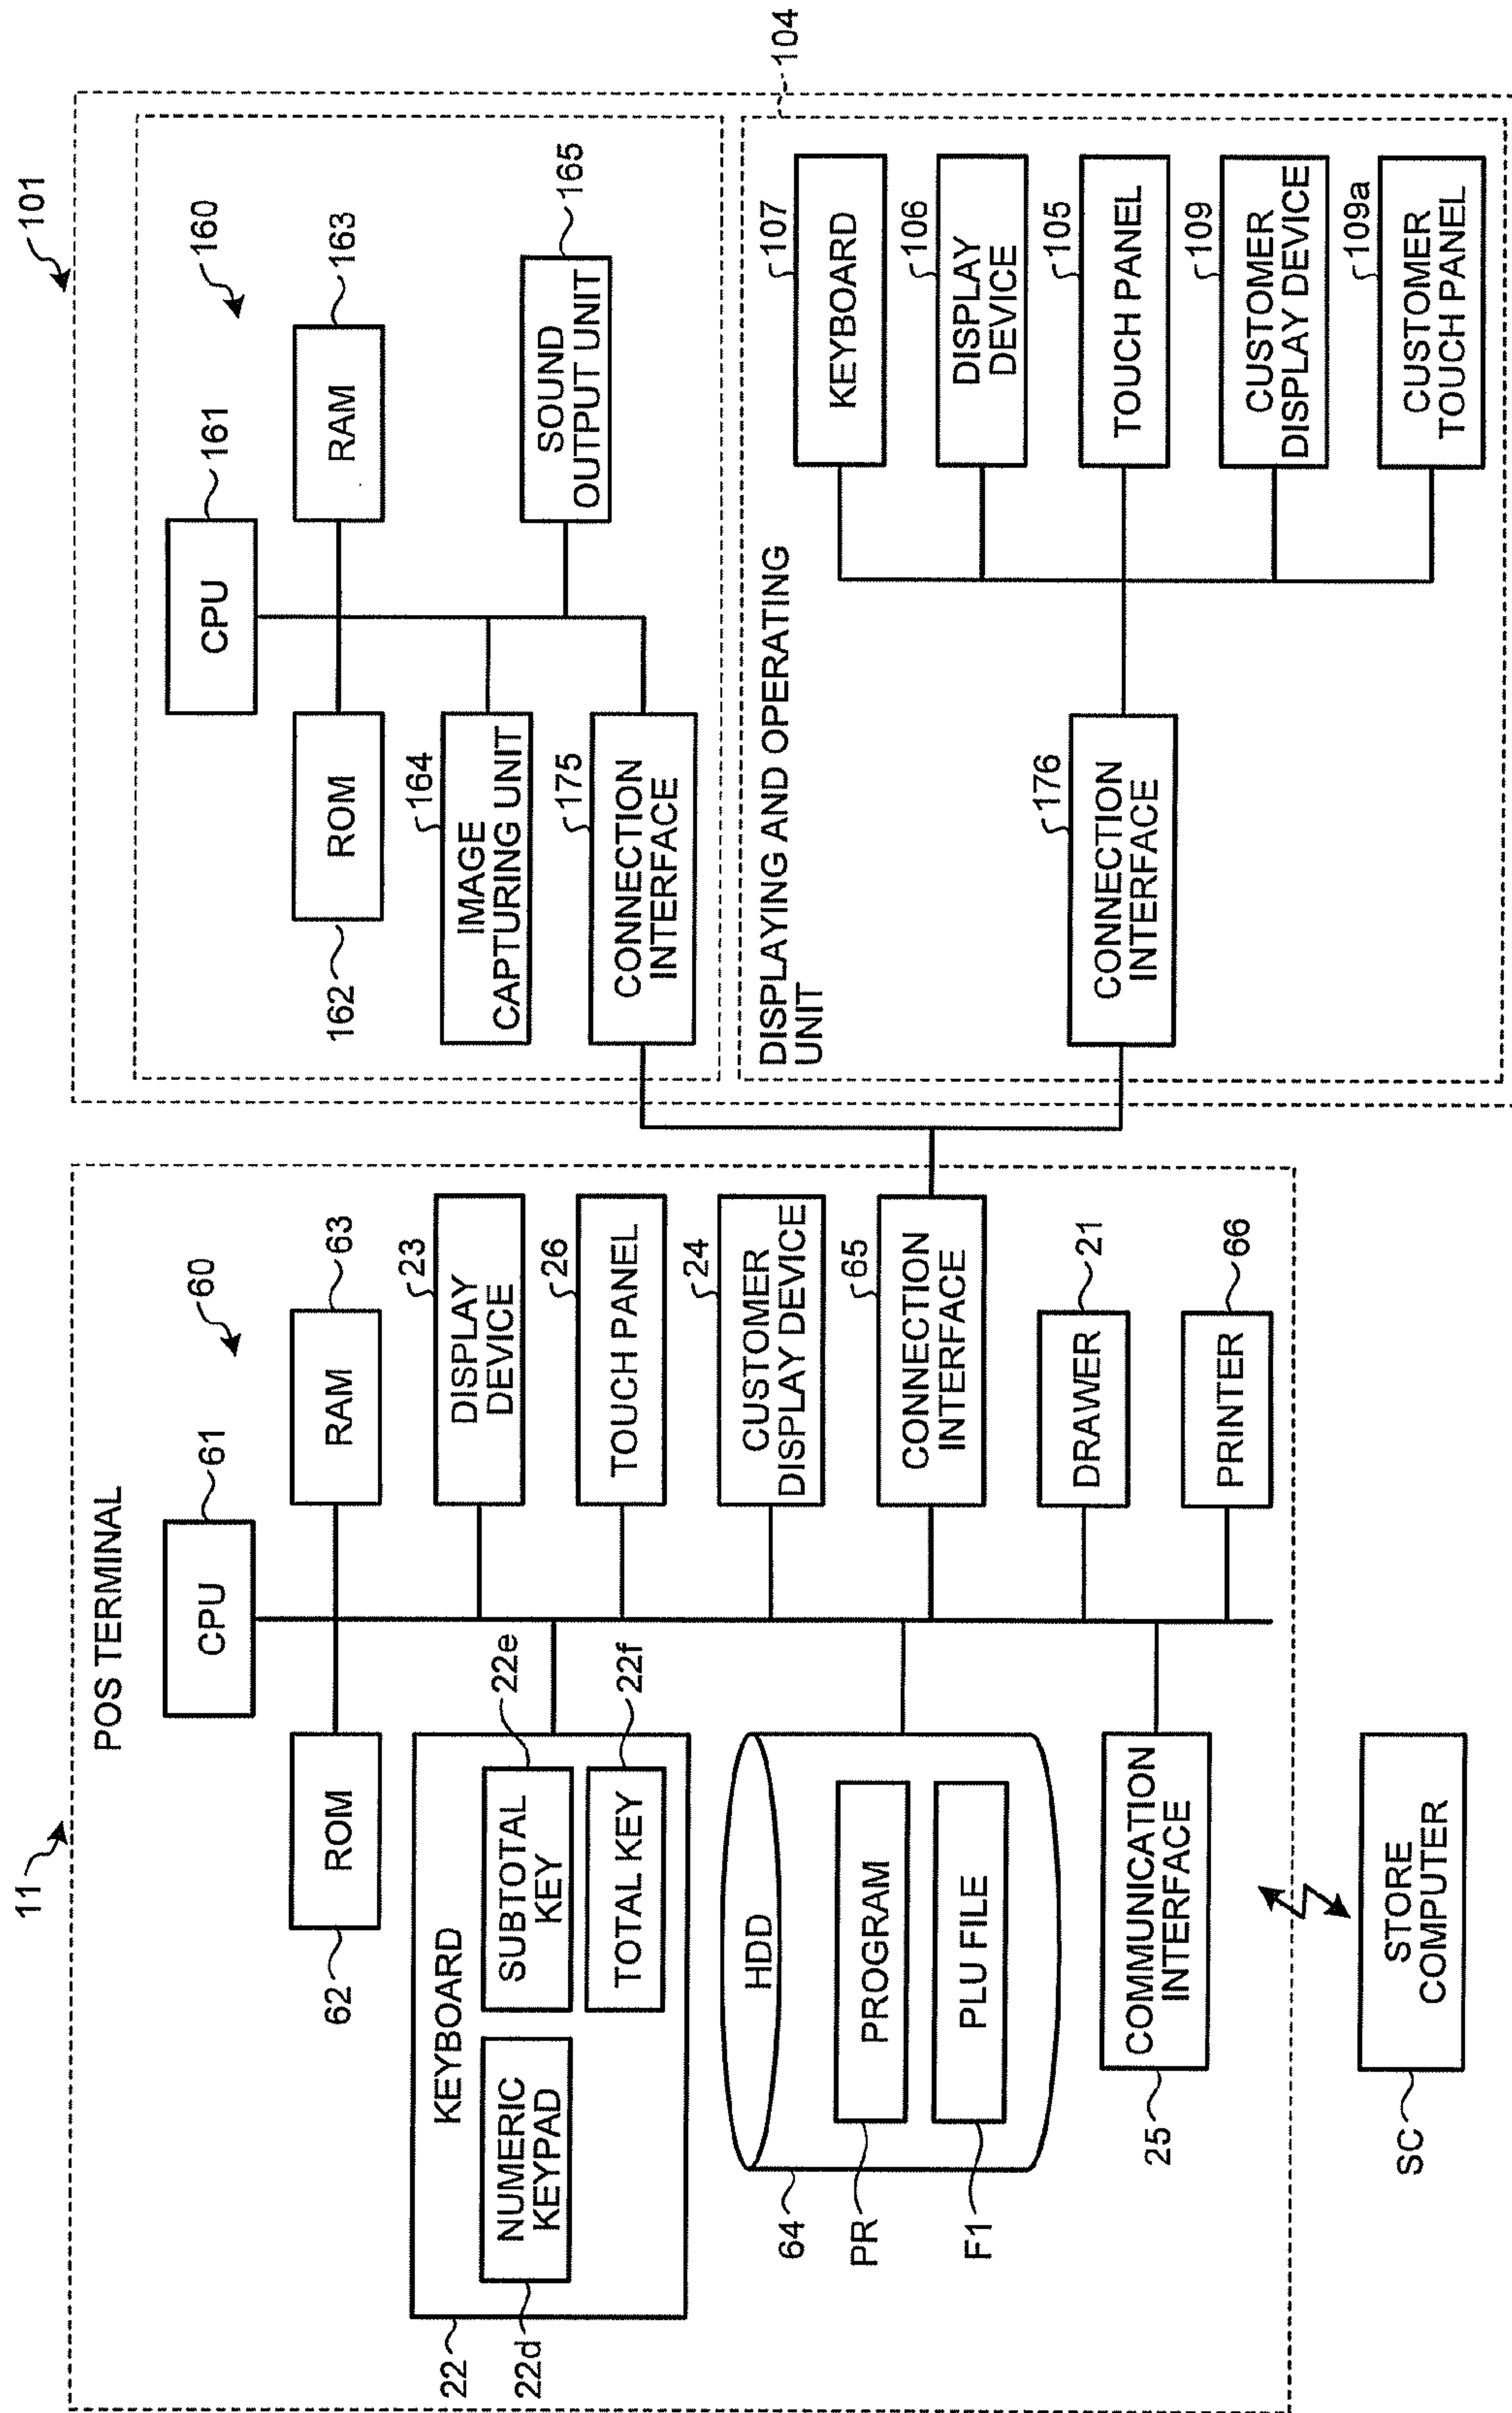 11
POS TERMINAL
CPU
61
60
ROM
62
RAM
63
KEYBOARD
22
NUMERIC
KEYPAD
22d
SUBTOTAL
KEY
22e
TOTAL KEY
22f
DISPLAY
DEVICE
23
TOUCH PANEL
26
CUSTOMER
DISPLAY DEVICE
24
HDD
64
PROGRAM
PR
PLU FILE
F1
CONNECTION
INTERFACE
65
DRAWER
21
PRINTER
66
COMMUNICATION
INTERFACE
25
STORE
COMPUTER
SC
101
160
CPU
161
ROM
162
RAM
163
IMAGE
CAPTURING UNIT
164
SOUND
OUTPUT UNIT
165
CONNECTION
INTERFACE
175
DISPLAYING AND OPERATING
UNIT
104
CONNECTION
INTERFACE
176
KEYBOARD
107
DISPLAY
DEVICE
106
TOUCH PANEL
105
CUSTOMER
DISPLAY DEVICE
109
CUSTOMER
TOUCH PANEL
109a